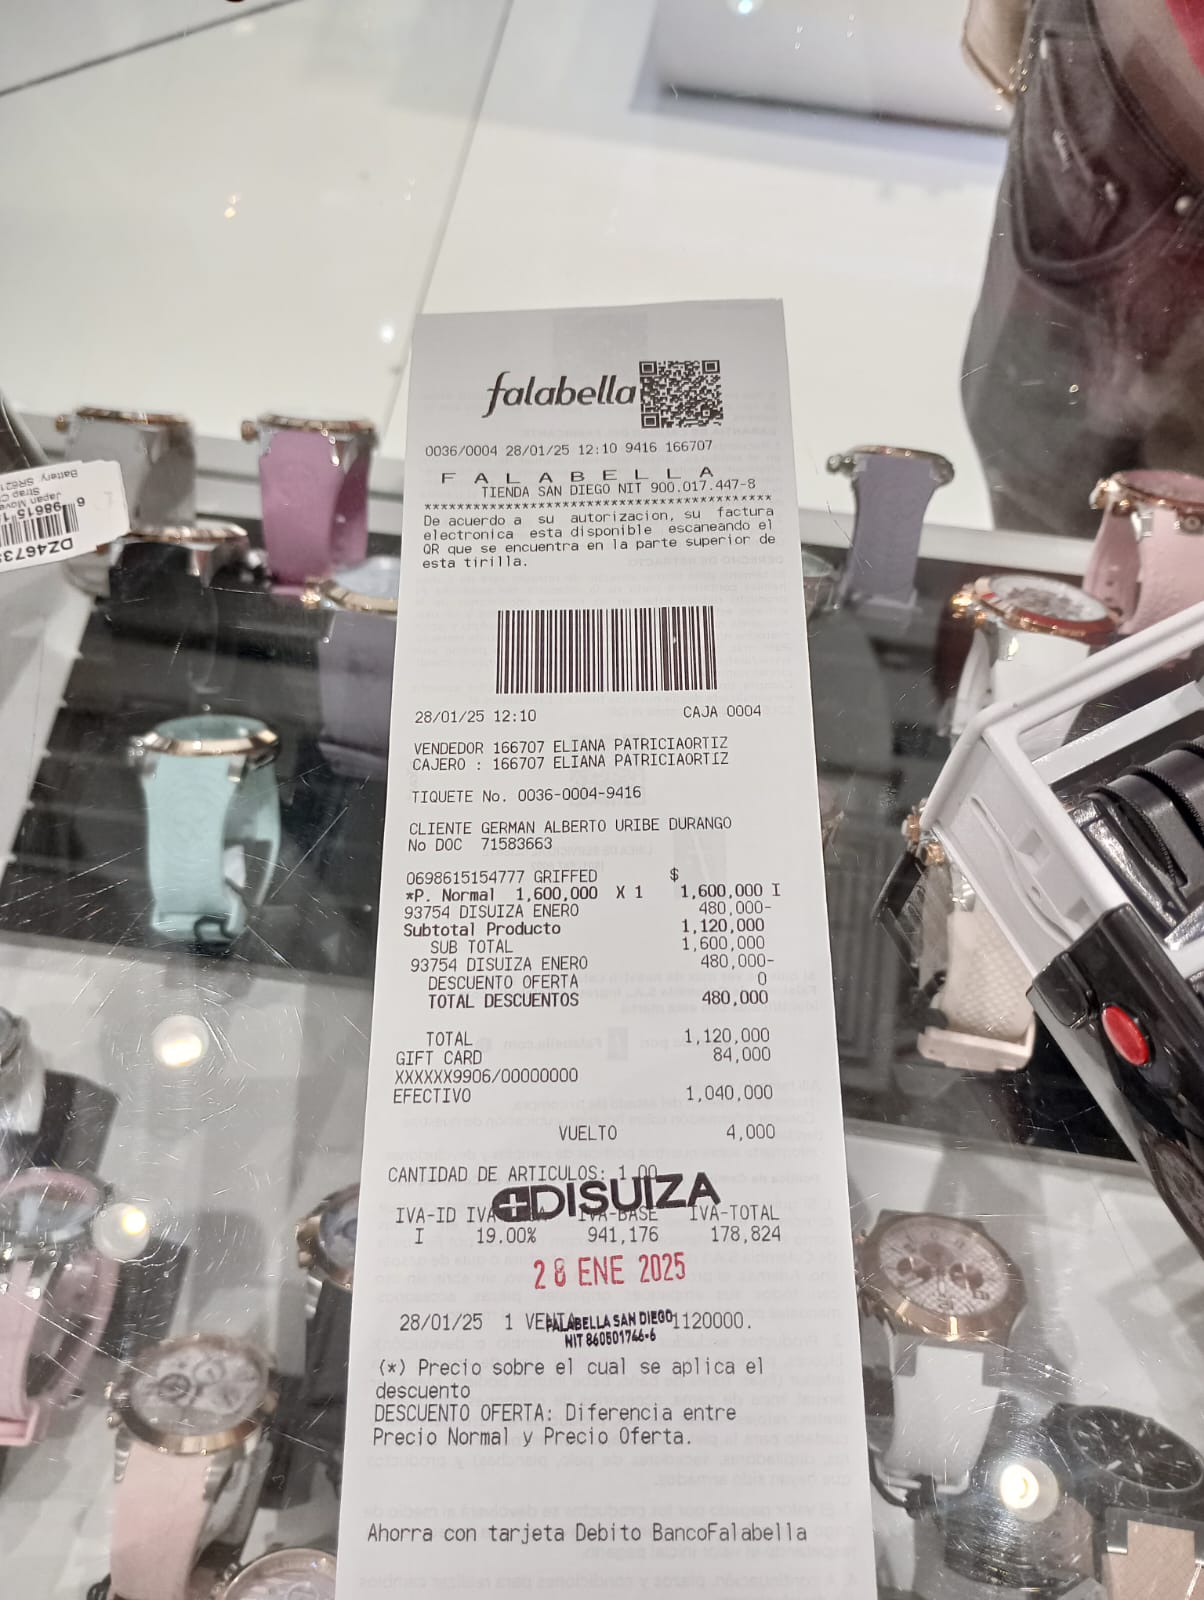 falabella
0036/0004 28/01/25 12:10 9416 166707
F A L A B E L L A
TIENDA SAN DIEGO NIT 900.017.447-8
De acuerdo a su autorizacion, su factura
electronica esta disponible escaneando el
QR que se encuentra en la parte superior de
esta tirilla.
28/01/25 12:10 CAJA 0004
VENDEDOR 166707 ELIANA PATRICIAORTIZ
CAJERO : 166707 ELIANA PATRICIAORTIZ
TIQUETE No. 0036-0004-9416
CLIENTE GERMAN ALBERTO URIBE DURANGO
No DOC 71583663
0698615154777 GRIFFED $
*P. Normal 1,600,000 X 1 1,600,000 I
93754 DISUIZA ENERO 480,000-
Subtotal Producto 1,120,000
SUB TOTAL 1,600,000
93754 DISUIZA ENERO 480,000-
DESCUENTO OFERTA 0
TOTAL DESCUENTOS 480,000
TOTAL 1,120,000
GIFT CARD 84,000
XXXXXX9906/00000000
EFECTIVO 1,040,000
VUELTO 4,000
CANTIDAD DE ARTICULOS: 1.00
DISUIZA
IVA-ID IVA IVA-BASE IVA-TOTAL
I 19.00% 941,176 178,824
28 ENE 2025
28/01/25 1 VENTA 1120000.
FALABELLA SAN DIEGO
NIT 860501746-6
(*) Precio sobre el cual se aplica el
descuento
DESCUENTO OFERTA: Diferencia entre
Precio Normal y Precio Oferta.
Ahorra con tarjeta Debito BancoFalabella